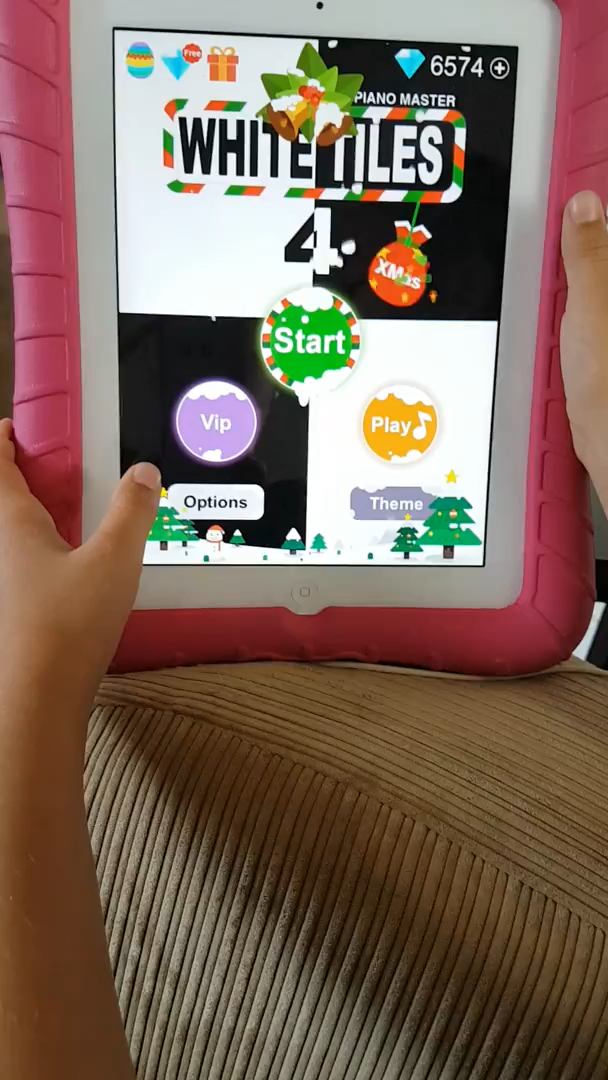 Free
6574
PIANO MASTER
WHITE TILES
4
XMas
Start
Vip
Play
Options
Theme